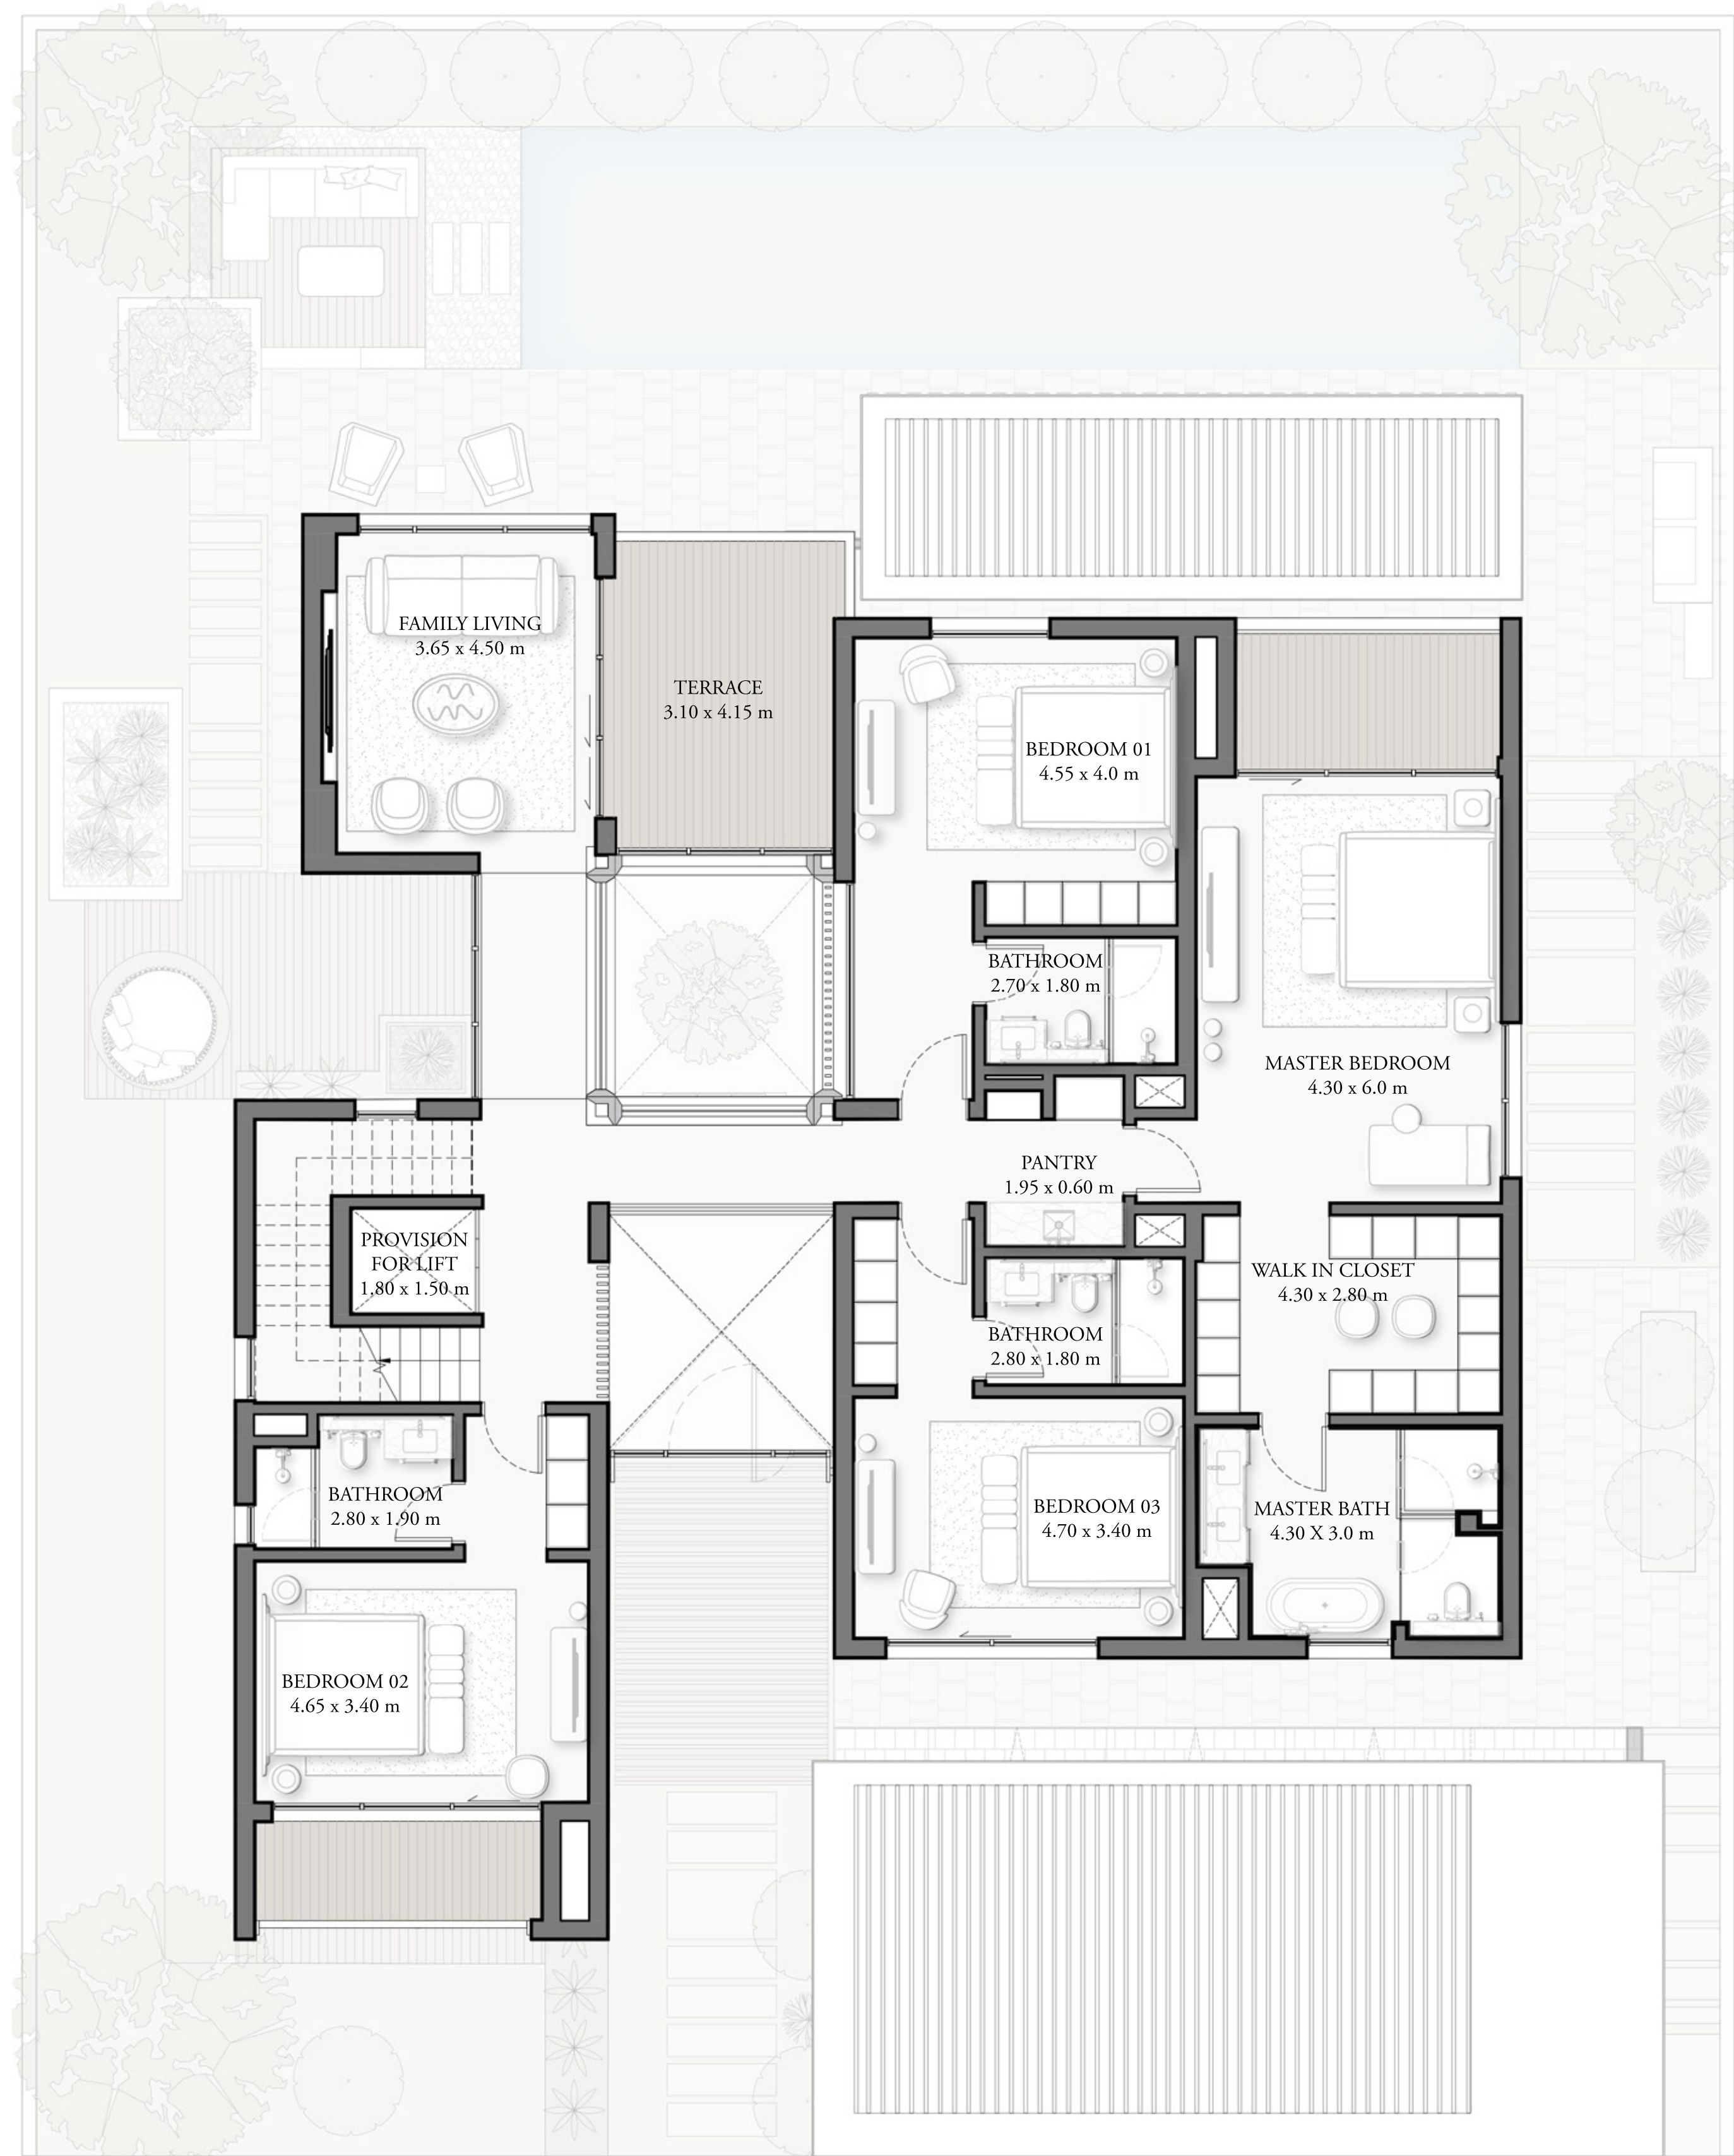 FAMILY LIVING
3.65 x 4.50 m
TERRACE
3.10 x 4.15 m
BEDROOM 01
4.55 x 4.0 m
BATHROOM
2.70 x 1.80 m
MASTER BEDROOM
4.30 x 6.0 m
PANTRY
1.95 x 0.60 m
PROVISION
FOR LIFT
1.80 x 1.50 m
WALK IN CLOSET
4.30 x 2.80 m
BATHROOM
2.80 x 1.80 m
BATHROOM
2.80 x 1.90 m
BEDROOM 03
4.70 x 3.40 m
MASTER BATH
4.30 X 3.0 m
BEDROOM 02
4.65 x 3.40 m